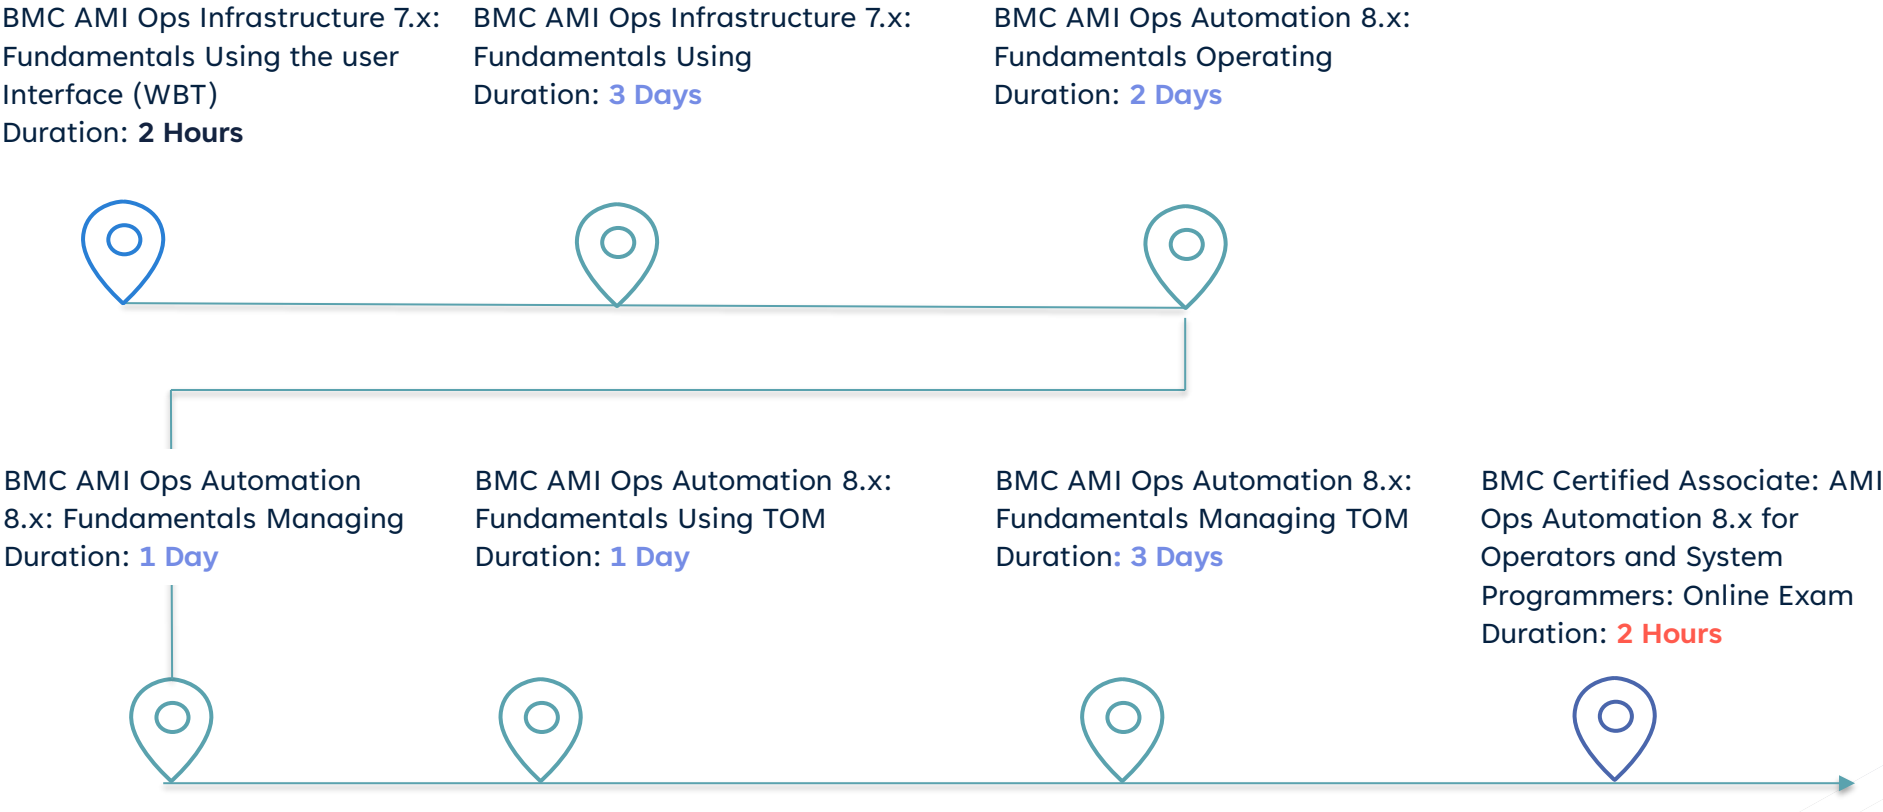 BMC AMI Ops Infrastructure 7.x:
Fundamentals Using the user
Interface (WBT)
Duration: 2 Hours
BMC AMI Ops Infrastructure 7.x:
Fundamentals Using
Duration: 3 Days
BMC AMI Ops Automation 8.x:
Fundamentals Operating
Duration: 2 Days
BMC AMI Ops Automation
8.x: Fundamentals Managing
Duration: 1 Day
BMC AMI Ops Automation 8.x:
Fundamentals Using TOM
Duration: 1 Day
BMC AMI Ops Automation 8.x:
Fundamentals Managing TOM
Duration: 3 Days
BMC Certified Associate: AMI
Ops Automation 8.x for
Operators and System
Programmers: Online Exam
Duration: 2 Hours